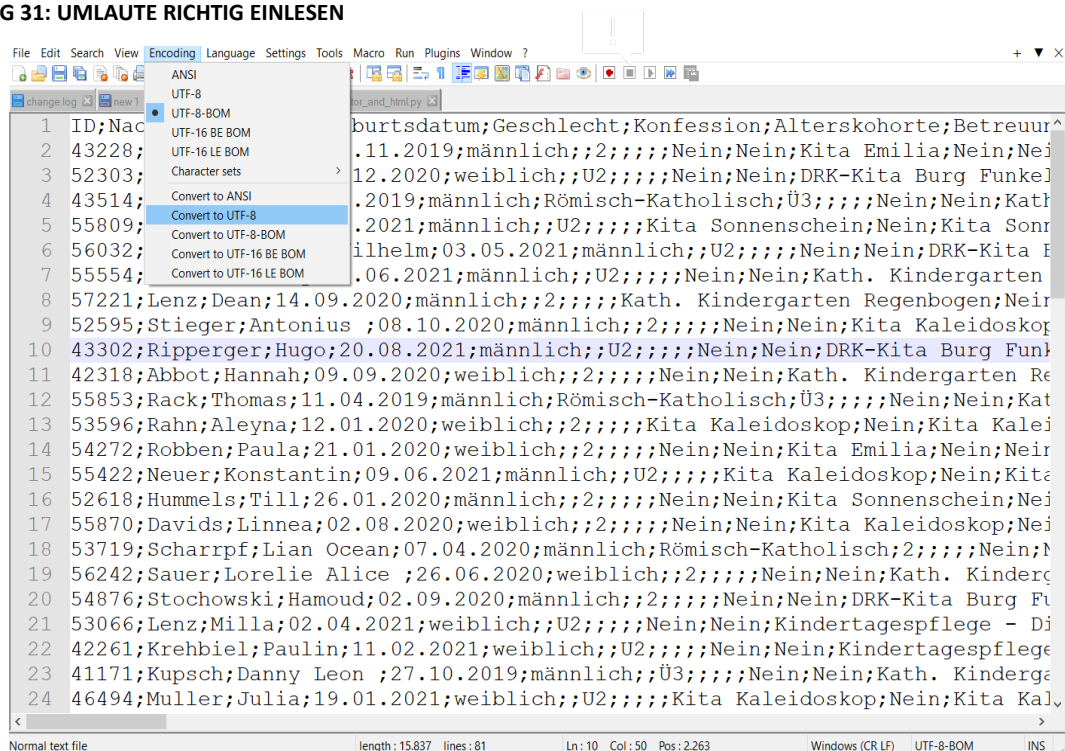 G 31: UMLAUTE RICHTIG EINLESEN
File Edit Search View Encoding Language Settings Tools Macro Run Plugins Window ?
ANSI
UTF-8
UTF-8-BOM
UTF-16 BE BOM
UTF-16 LE BOM
Character sets
Convert to ANSI
Convert to UTF-8
Convert to UTF-8-BOM
Convert to UTF-16 BE BOM
Convert to UTF-16 LE BOM
change.log new 1 tor_and_html.py
1 ID;Nac burtsdatum;Geschlecht;Konfession;Alterskohorte;Betreuun
2 43228; .11.2019;männlich;;2;;;;;Nein;Nein;Kita Emilia;Nein;Nei
3 52303; 12.2020;weiblich;;U2;;;;;Nein;Nein;DRK-Kita Burg Funkel
4 43514; .2019;männlich;Römisch-Katholisch;Ü3;;;;;Nein;Nein;Kath
5 55809; .2021;männlich;;U2;;;;;Kita Sonnenschein;Nein;Kita Sonn
6 56032; ilhelm;03.05.2021;männlich;;U2;;;;;Nein;Nein;DRK-Kita
7 55554; .06.2021;männlich;;U2;;;;;Nein;Nein;Kath. Kindergarten
8 57221;Lenz;Dean;14.09.2020;männlich;;2;;;;;Kath. Kindergarten Regenbogen;Nein
9 52595;Stieger;Antonius ;08.10.2020;männlich;;2;;;;;Nein;Nein;Kita Kaleidoskop
10 43302;Ripperger;Hugo;20.08.2021;männlich;;U2;;;;;Nein;Nein;DRK-Kita Burg Funk
11 42318;Abbot;Hannah;09.09.2020;weiblich;;2;;;;;Nein;Nein;Kath. Kindergarten Re
12 55853;Rack;Thomas;11.04.2019;männlich;Römisch-Katholisch;Ü3;;;;;Nein;Nein;Kat
13 53596;Rahn;Aleyna;12.01.2020;weiblich;;2;;;;;Kita Kaleidoskop;Nein;Kita Kalei
14 54272;Robben;Paula;21.01.2020;weiblich;;2;;;;;Nein;Nein;Kita Emilia;Nein;Nein
15 55422;Neuer;Konstantin;09.06.2021;männlich;;U2;;;;;Kita Kaleidoskop;Nein;Kita
16 52618;Hummels;Till;26.01.2020;männlich;;2;;;;;Nein;Nein;Kita Sonnenschein;Nei
17 55870;Davids;Linnea;02.08.2020;weiblich;;2;;;;;Nein;Nein;Kita Kaleidoskop;Nei
18 53719;Scharrpf;Lian Ocean;07.04.2020;männlich;Römisch-Katholisch;2;;;;;Nein;N
19 56242;Sauer;Lorelie Alice ;26.06.2020;weiblich;;2;;;;;Nein;Nein;Kath. Kinderg
20 54876;Stochowski;Hamoud;02.09.2020;männlich;;2;;;;;Nein;Nein;DRK-Kita Burg Fu
21 53066;Lenz;Milla;02.04.2021;weiblich;;U2;;;;;Nein;Nein;Kindertagespflege - Di
22 42261;Krehbiel;Paulin;11.02.2021;weiblich;;U2;;;;;Nein;Nein;Kindertagespflege
23 41171;Kupsch;Danny Leon ;27.10.2019;männlich;;Ü3;;;;;Nein;Nein;Kath. Kinderga
24 46494;Muller;Julia;19.01.2021;weiblich;;U2;;;;;Kita Kaleidoskop;Nein;Kita Kal
Normal text file length : 15.837 lines : 81 Ln : 10 Col : 50 Pos : 2.263 Windows (CR LF) UTF-8-BOM INS